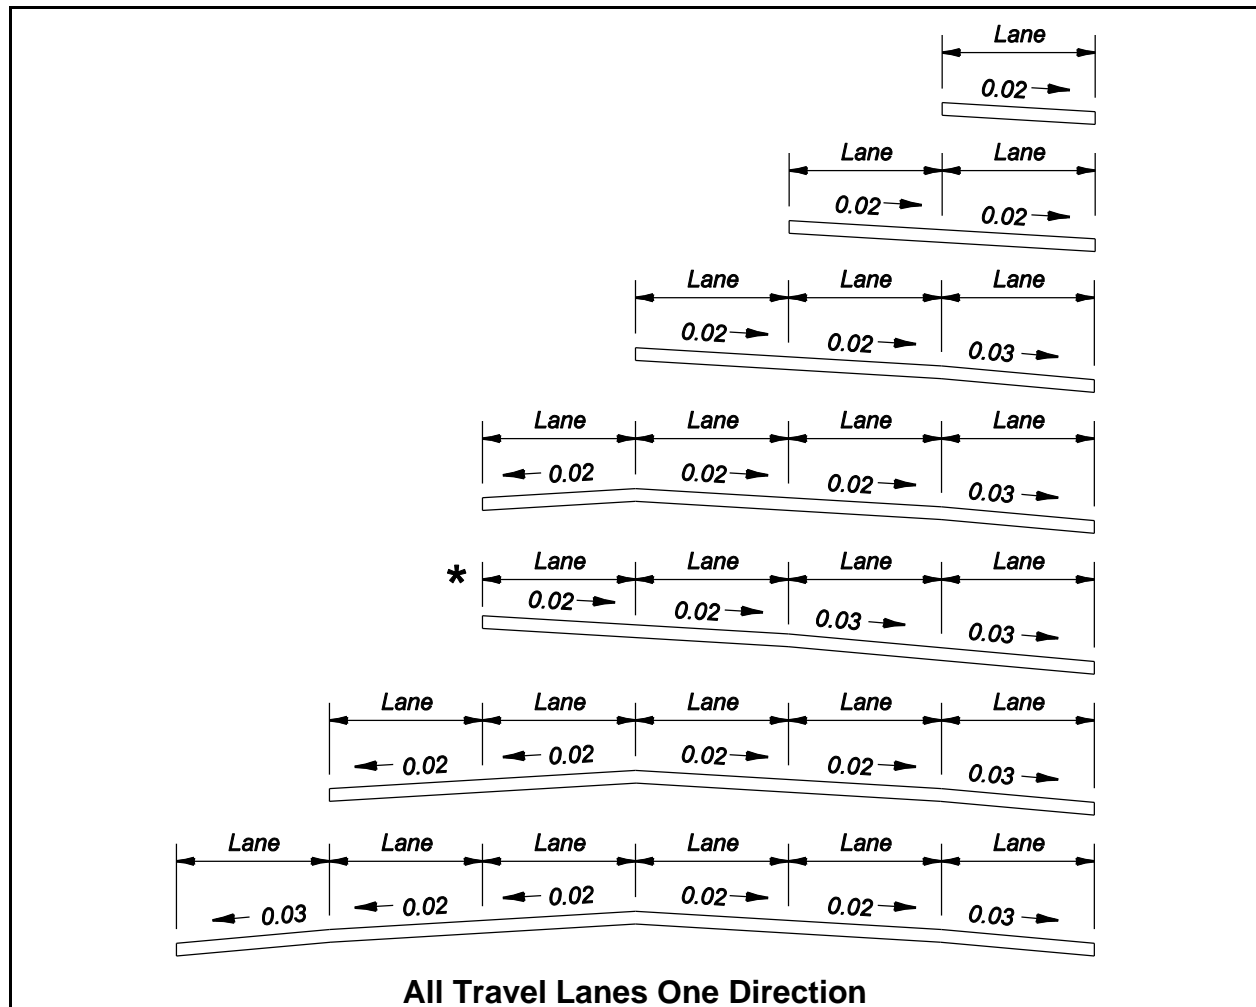 Lane
0.02
Lane Lane
0.02 0.02
Lane Lane Lane
0.02 0.02 0.03
Lane Lane Lane Lane
0.02 0.02 0.02 0.03
* Lane Lane Lane Lane
0.02 0.02 0.03 0.03
Lane Lane Lane Lane Lane
0.02 0.02 0.02 0.02 0.03
Lane Lane Lane Lane Lane Lane
0.03 0.02 0.02 0.02 0.02 0.03
All Travel Lanes One Direction